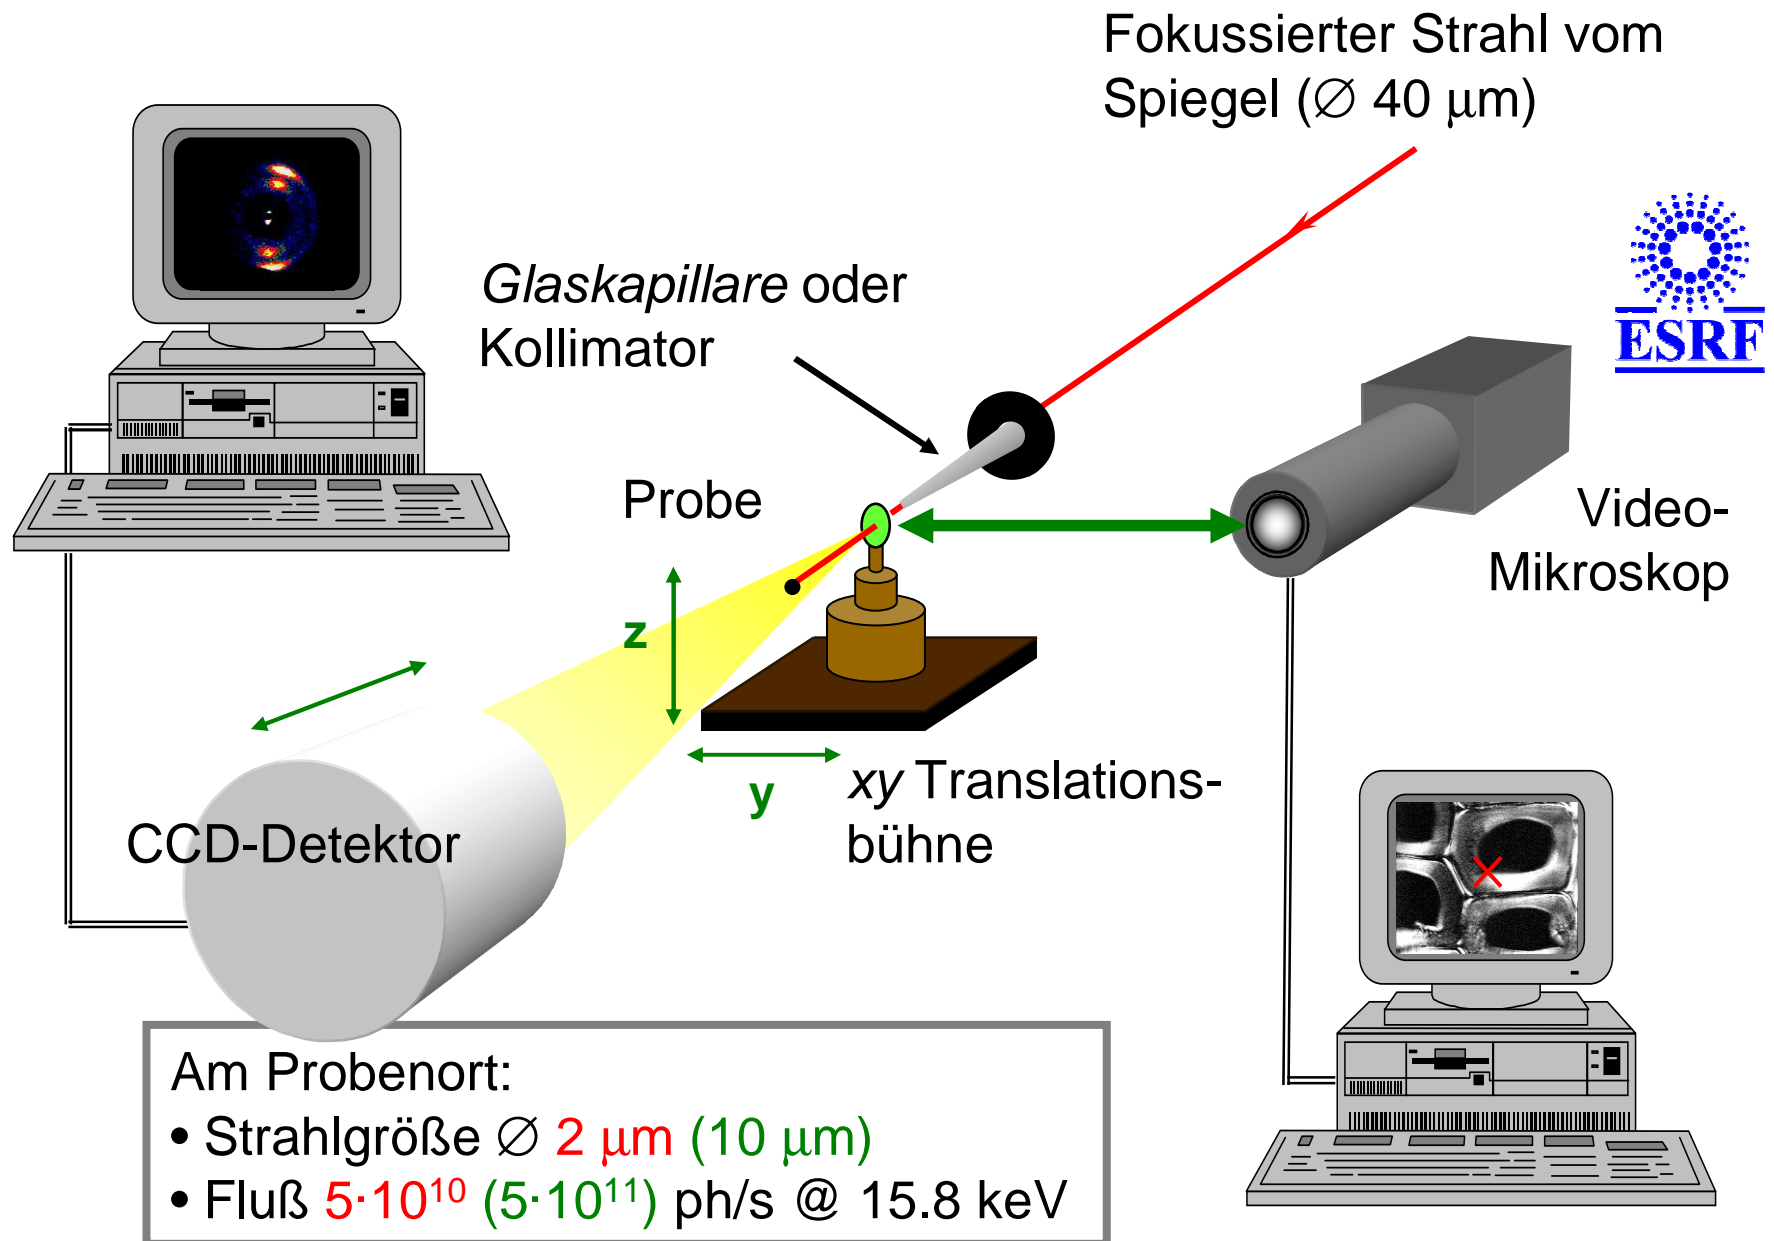 Fokussierter Strahl vom
Spiegel (∅ 40 μm)
ESRF
Glaskapillare oder
Kollimator
Probe
Video-
Mikroskop
z
y
xy Translations-
bühne
CCD-Detektor
Am Probenort:
• Strahlgröße ∅ 2 μm (10 μm)
• Fluß 5·10¹⁰ (5·10¹¹) ph/s @ 15.8 keV